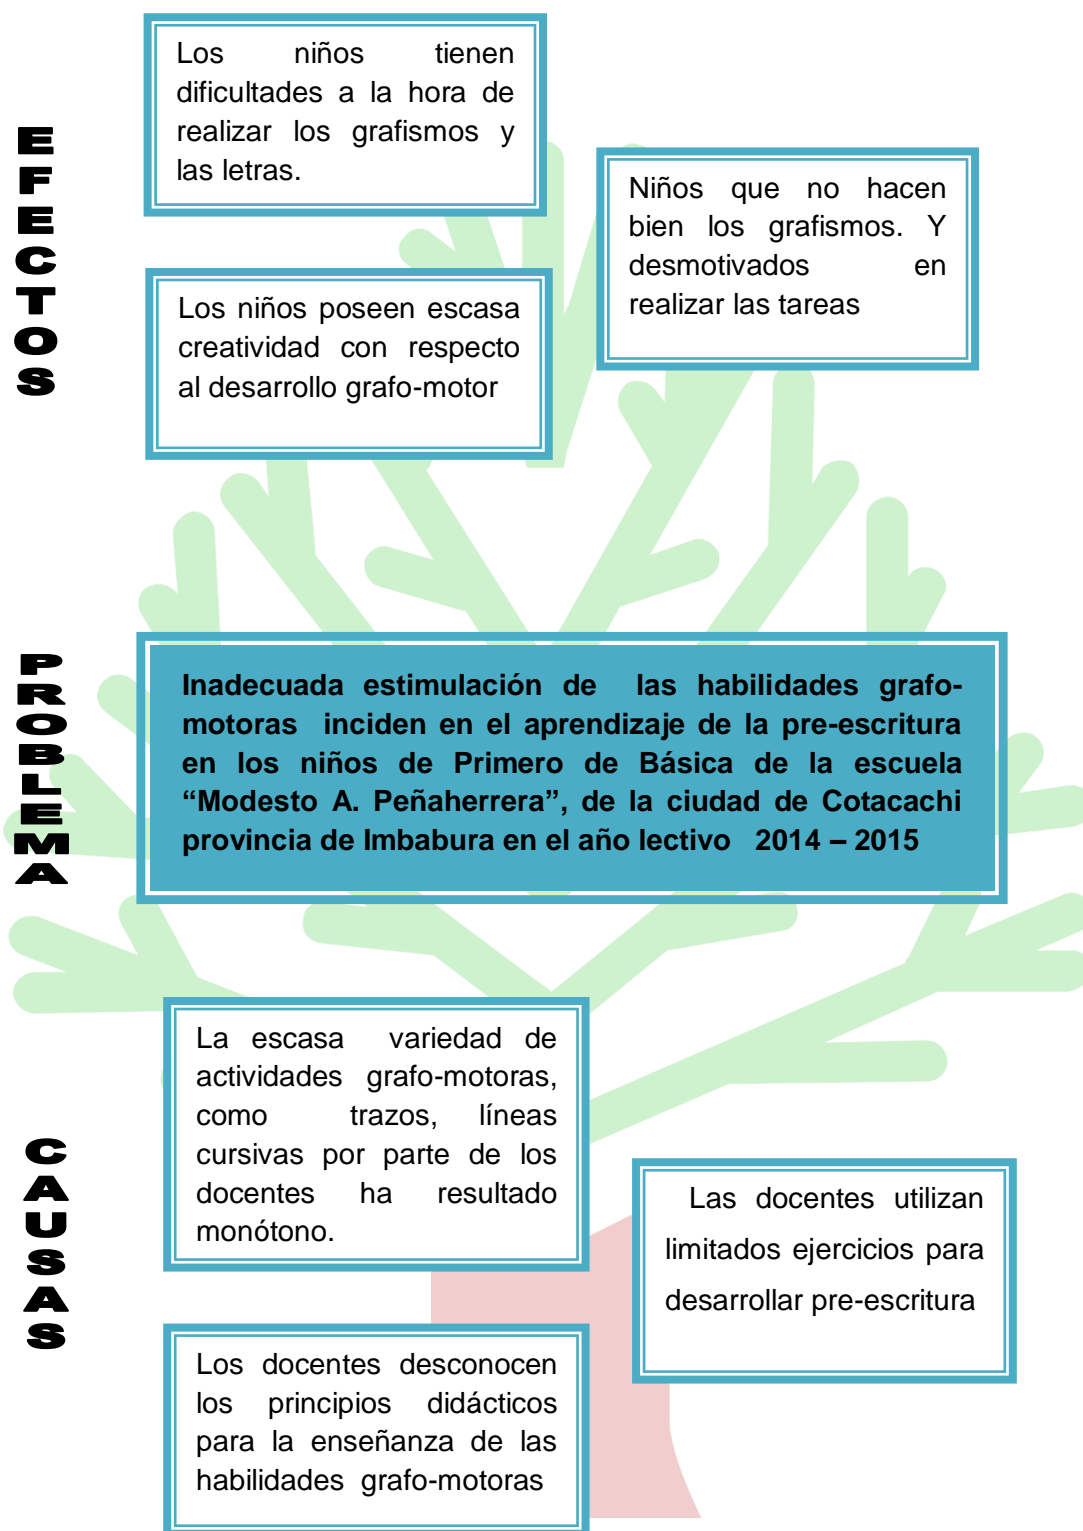 EFECTOS
Los niños tienen
dificultades a la hora de
realizar los grafismos y
las letras.
Niños que no hacen
bien los grafismos. Y
desmotivados en
realizar las tareas
Los niños poseen escasa
creatividad con respecto
al desarrollo grafo-motor
PROBLEMA
Inadecuada estimulación de las habilidades grafo-
motoras inciden en el aprendizaje de la pre-escritura
en los niños de Primero de Básica de la escuela
“Modesto A. Peñaherrera”, de la ciudad de Cotacachi
provincia de Imbabura en el año lectivo 2014 – 2015
CAUSAS
La escasa variedad de
actividades grafo-motoras,
como trazos, líneas
cursivas por parte de los
docentes ha resultado
monótono.
Las docentes utilizan
limitados ejercicios para
desarrollar pre-escritura
Los docentes desconocen
los principios didácticos
para la enseñanza de las
habilidades grafo-motoras